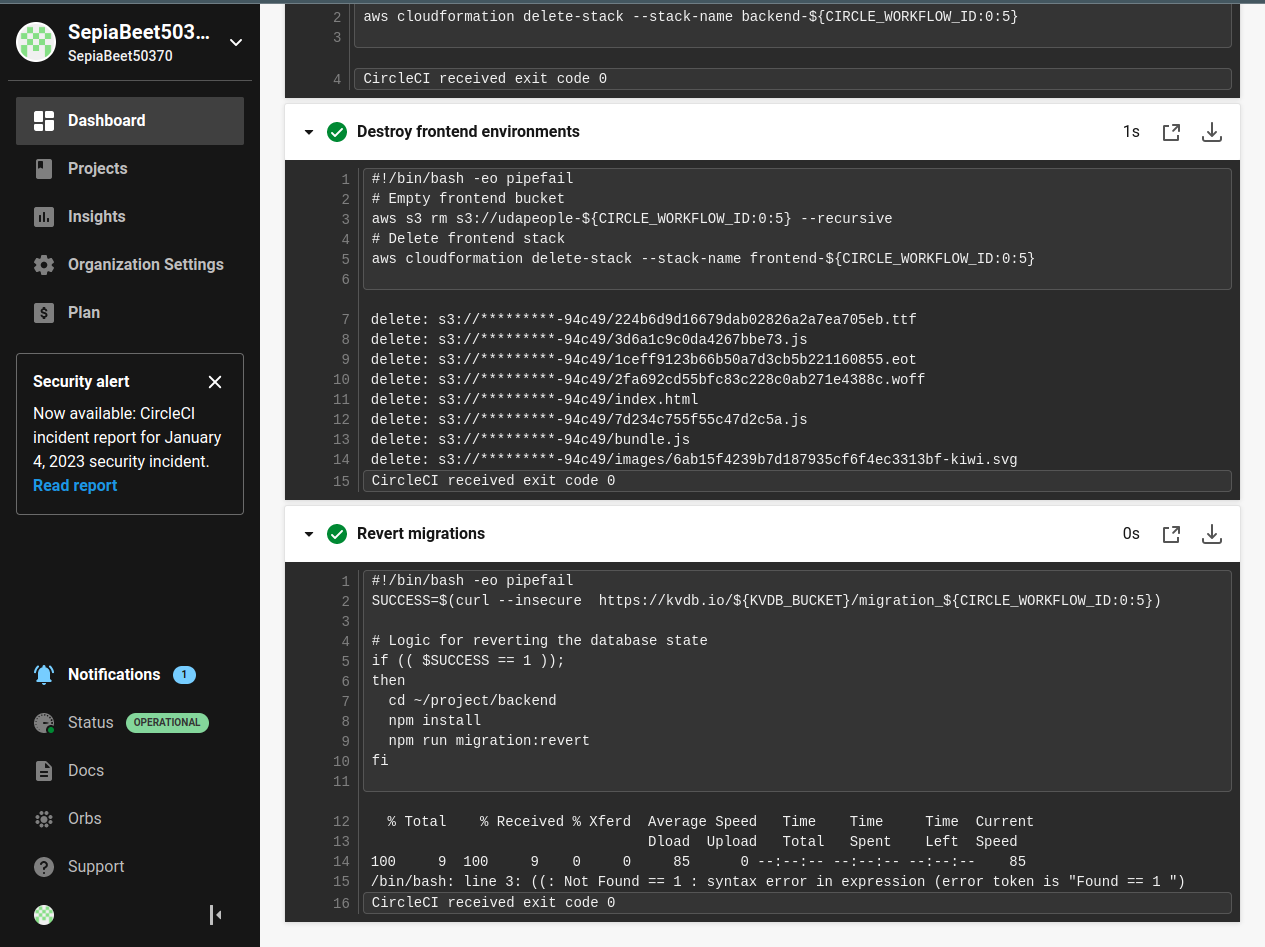 SepiaBeet503...
SepiaBeet50370
Dashboard
Projects
Insights
Organization Settings
Plan
Security alert
Now available: CircleCI
incident report for January
4, 2023 security incident.
Read report
Notifications 1
Status OPERATIONAL
Docs
Orbs
Support
2 aws cloudformation delete-stack --stack-name backend-${CIRCLE_WORKFLOW_ID:0:5}
3
4 CircleCI received exit code 0
Destroy frontend environments 1s
1 #!/bin/bash -eo pipefail
2 # Empty frontend bucket
3 aws s3 rm s3://udapeople-${CIRCLE_WORKFLOW_ID:0:5} --recursive
4 # Delete frontend stack
5 aws cloudformation delete-stack --stack-name frontend-${CIRCLE_WORKFLOW_ID:0:5}
6
7 delete: s3://*********-94c49/224b6d9d16679dab02826a2a7ea705eb.ttf
8 delete: s3://*********-94c49/3d6a1c9c0da4267bbe73.js
9 delete: s3://*********-94c49/1ceff9123b66b50a7d3cb5b221160855.eot
10 delete: s3://*********-94c49/2fa692cd55bfc83c228c0ab271e4388c.woff
11 delete: s3://*********-94c49/index.html
12 delete: s3://*********-94c49/7d234c755f55c47d2c5a.js
13 delete: s3://*********-94c49/bundle.js
14 delete: s3://*********-94c49/images/6ab15f4239b7d187935cf6f4ec3313bf-kiwi.svg
15 CircleCI received exit code 0
Revert migrations 0s
1 #!/bin/bash -eo pipefail
2 SUCCESS=$(curl --insecure  https://kvdb.io/${KVDB_BUCKET}/migration_${CIRCLE_WORKFLOW_ID:0:5})
3
4 # Logic for reverting the database state
5 if (( $SUCCESS == 1 ));
6 then
7   cd ~/project/backend
8   npm install
9   npm run migration:revert
10 fi
11
12   % Total    % Received % Xferd  Average Speed   Time    Time     Time  Current
13                                  Dload  Upload   Total   Spent    Left  Speed
14 100     9  100     9    0     0     85      0 --:--:-- --:--:-- --:--:--    85
15 /bin/bash: line 3: ((: Not Found == 1 : syntax error in expression (error token is "Found == 1 ")
16 CircleCI received exit code 0